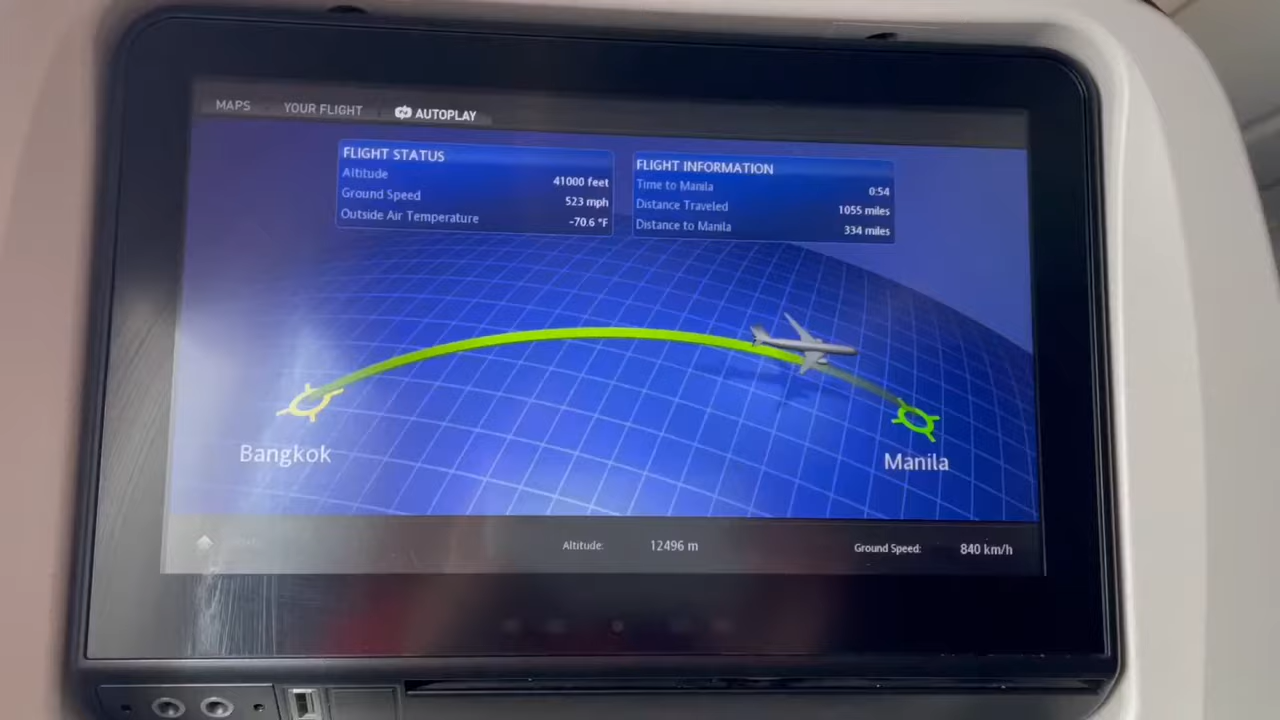 MAPS YOUR FLIGHT AUTOPLAY
FLIGHT STATUS
Altitude 41000 feet
Ground Speed 523 mph
Outside Air Temperature -70.6 °F
FLIGHT INFORMATION
Time to Manila 0:54
Distance Traveled 1055 miles
Distance to Manila 334 miles
Bangkok
Manila
Altitude: 12496 m Ground Speed: 840 km/h